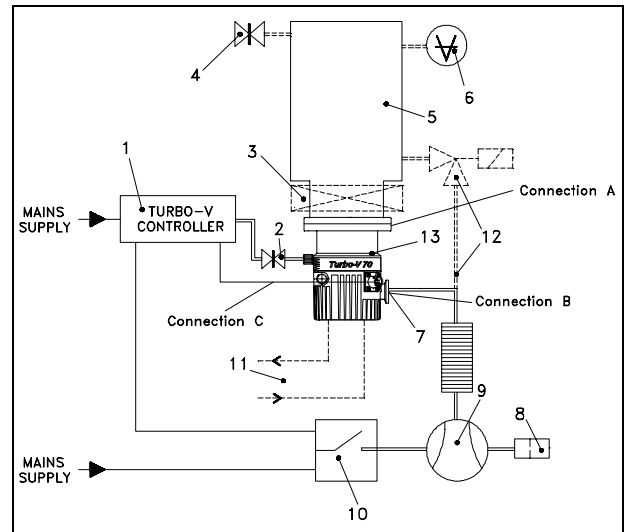 4
6
5
3
1
Connection A
MAINS
SUPPLY
TURBO-V
CONTROLLER
2
13
12
Turbo-V 70
Connection C
Connection B
7
11
9
8
MAINS
SUPPLY
10